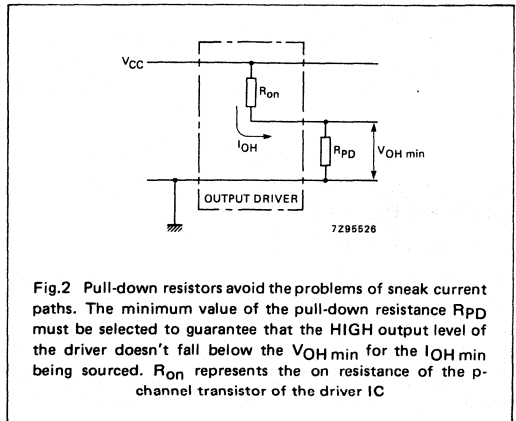 VCC
Ron
IOH
RPD
VOH min
OUTPUT DRIVER
7Z95526
Fig.2 Pull-down resistors avoid the problems of sneak current
paths. The minimum value of the pull-down resistance RPD
must be selected to guarantee that the HIGH output level of
the driver doesn't fall below the VOH min for the IOH min
being sourced. Ron represents the on resistance of the p-
channel transistor of the driver IC